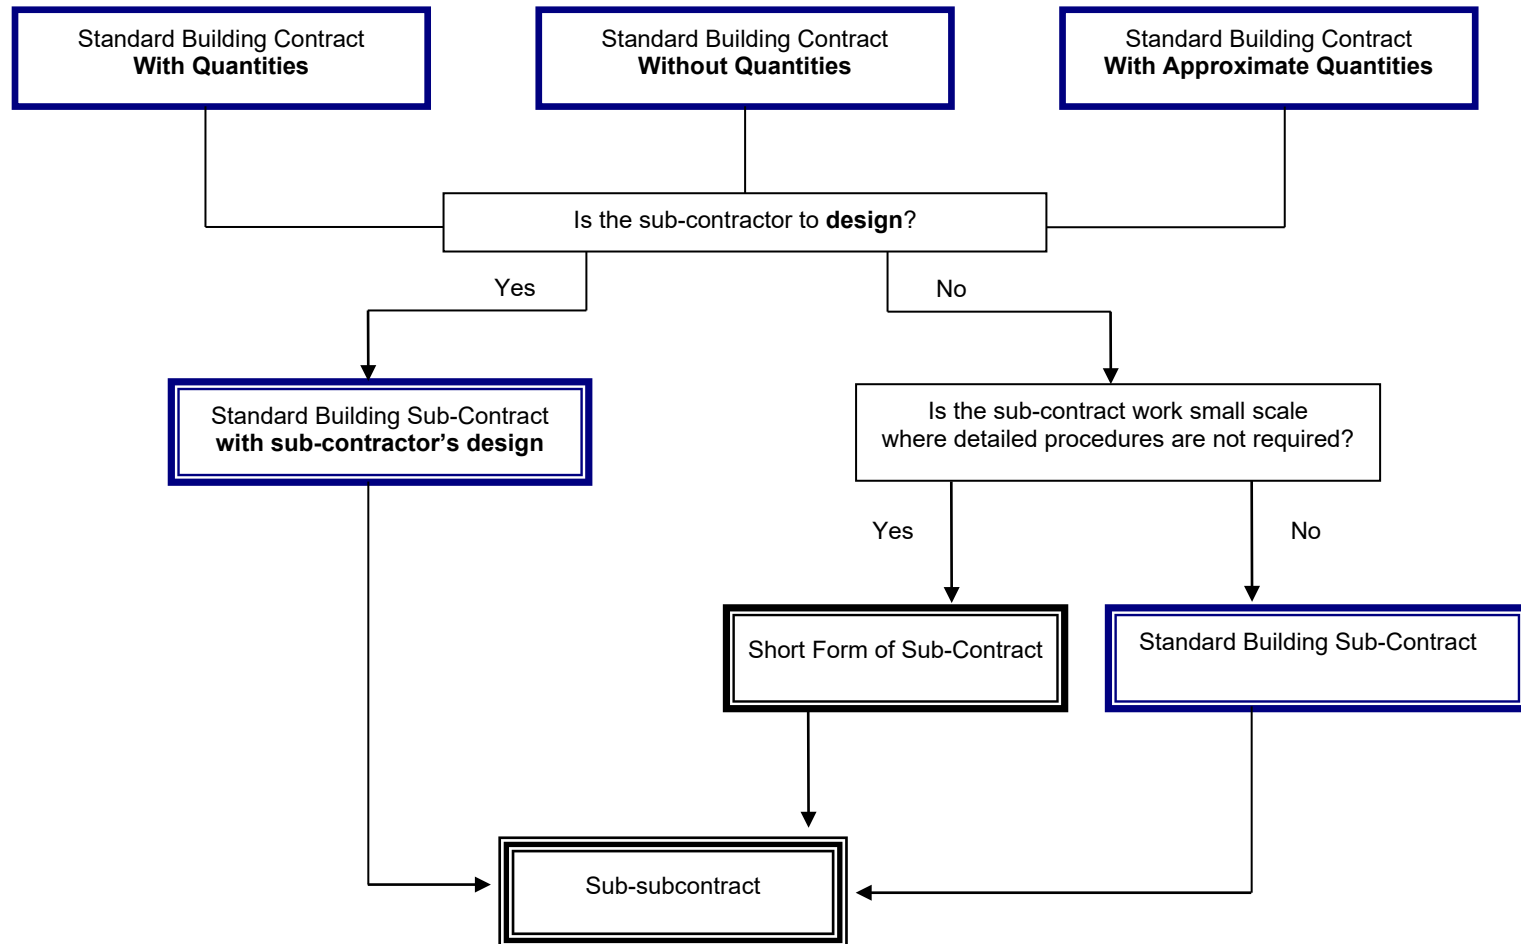 Standard Building Contract
With Quantities
Standard Building Contract
Without Quantities
Standard Building Contract
With Approximate Quantities
Is the sub-contractor to design?
Yes
No
Standard Building Sub-Contract
with sub-contractor’s design
Is the sub-contract work small scale
where detailed procedures are not required?
Yes
No
Short Form of Sub-Contract
Standard Building Sub-Contract
Sub-subcontract